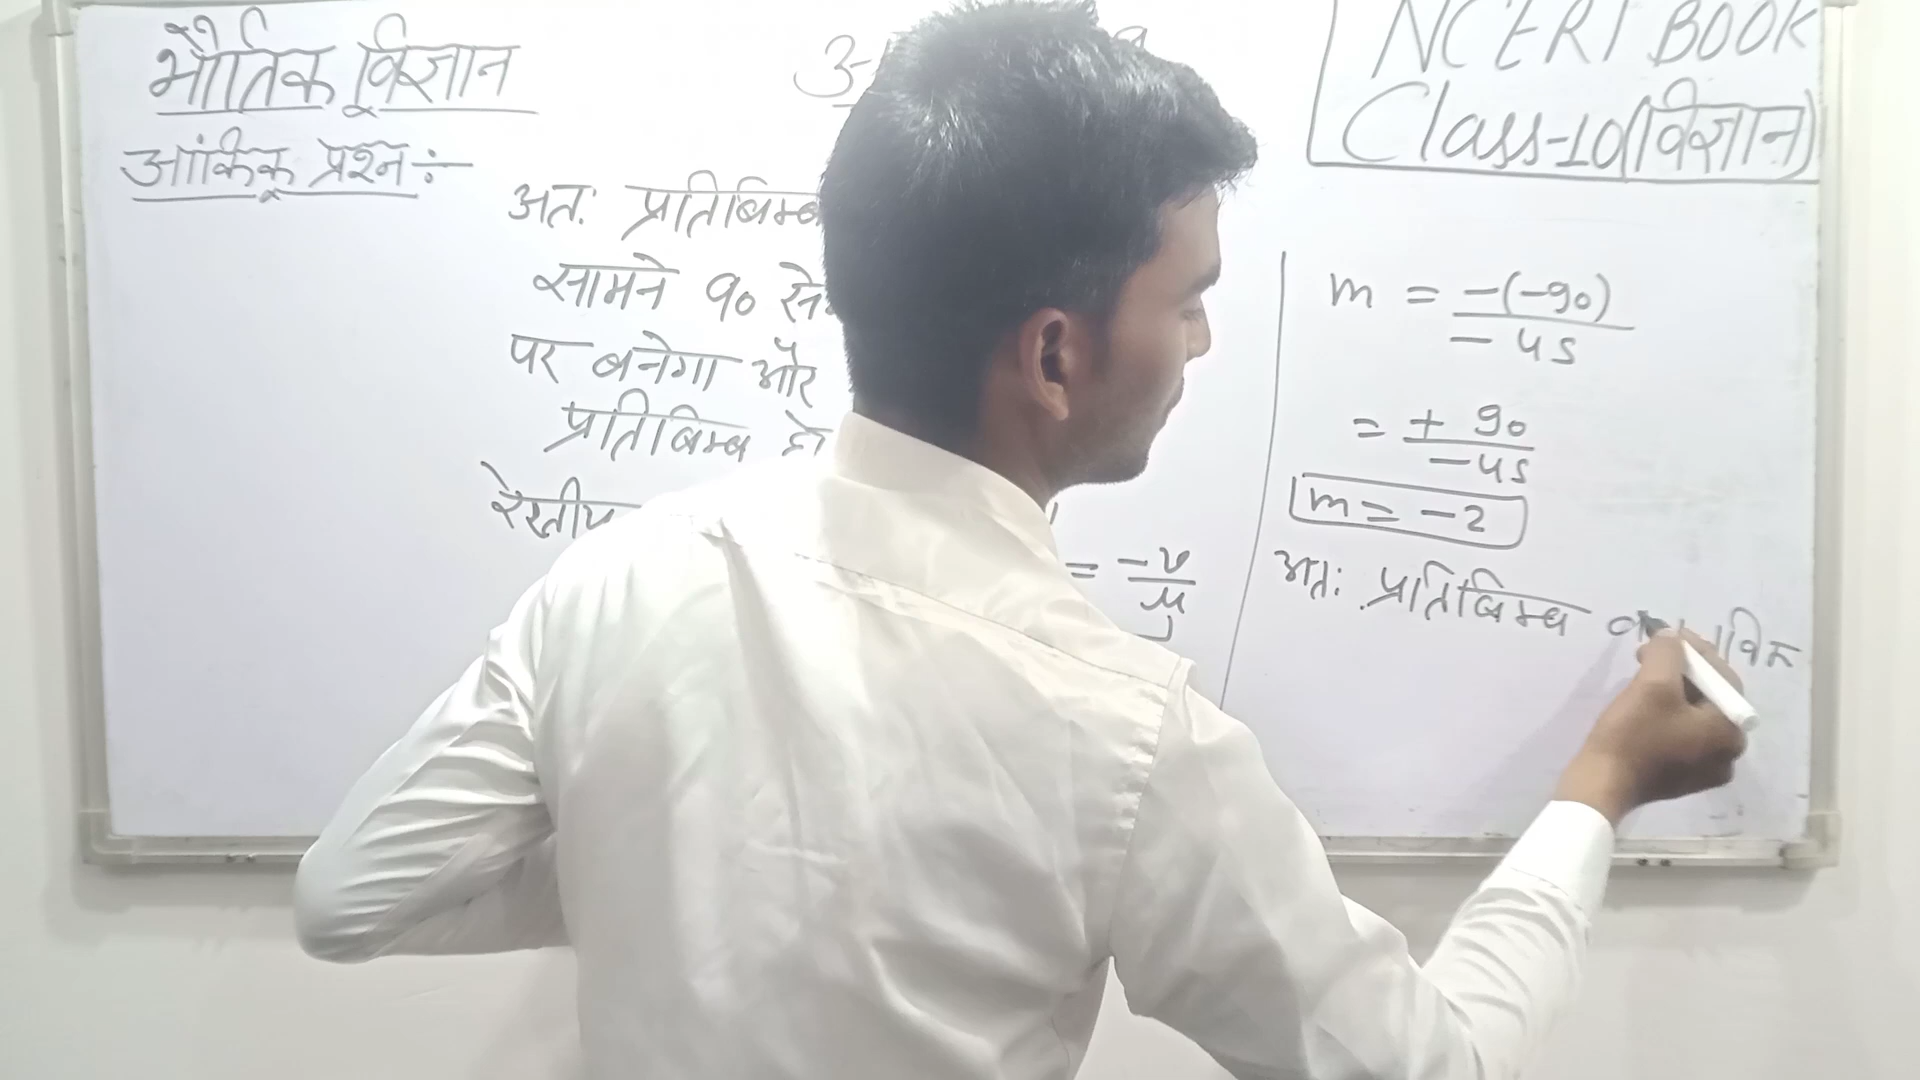 भौतिक विज्ञान
NCERT BOOK
Class-10(विज्ञान)
आंकिक प्रश्न :-
अत: प्रतिबिम्ब
सामने 90
पर बनेगा और
प्रतिबिम्ब
= -v/u
m = -(-90)/-45
= +90/-45
m = -2
अत: प्रतिबिम्ब